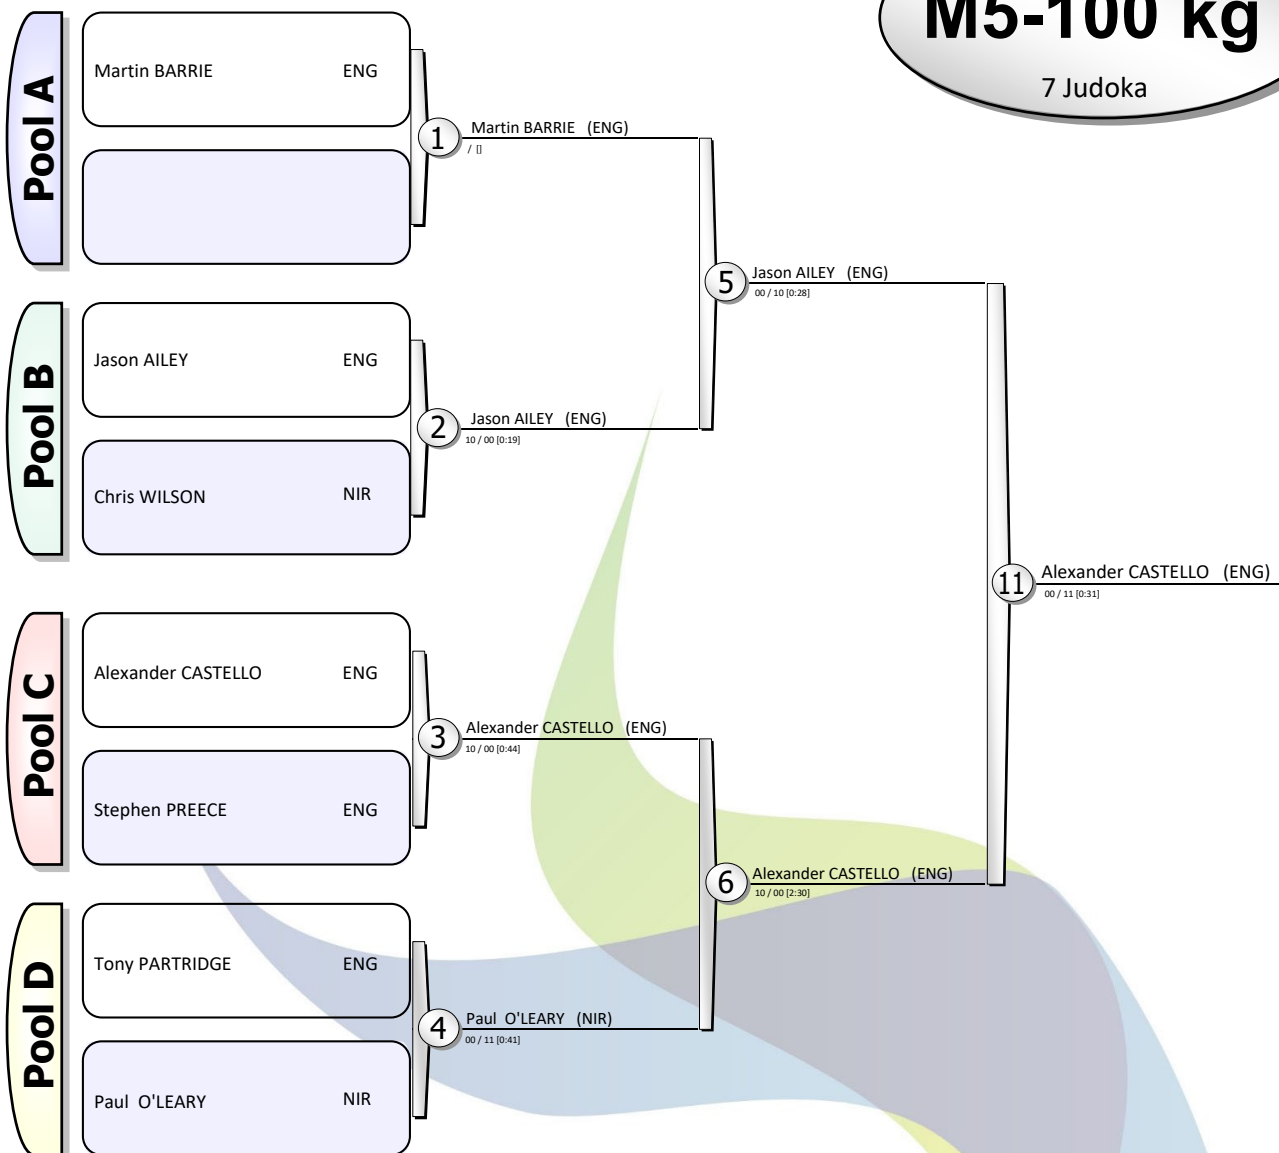 M5-100 kg
7 Judoka
Pool A
Martin BARRIE ENG
1 Martin BARRIE (ENG)
/ []
5 Jason AILEY (ENG)
00 / 10 [0:28]
Pool B
Jason AILEY ENG
2 Jason AILEY (ENG)
10 / 00 [0:19]
Chris WILSON NIR
11 Alexander CASTELLO (ENG)
00 / 11 [0:31]
Pool C
Alexander CASTELLO ENG
3 Alexander CASTELLO (ENG)
10 / 00 [0:44]
Stephen PREECE ENG
6 Alexander CASTELLO (ENG)
10 / 00 [2:30]
Pool D
Tony PARTRIDGE ENG
4 Paul O'LEARY (NIR)
00 / 11 [0:41]
Paul O'LEARY NIR